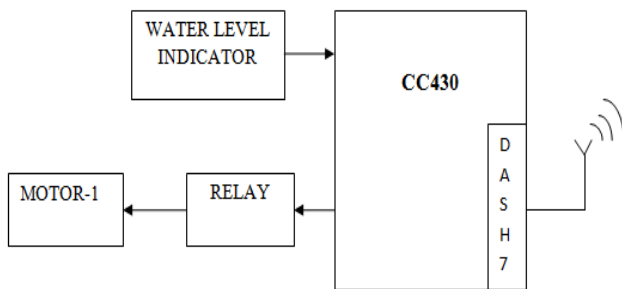 WATER LEVEL
INDICATOR
CC430
D
A
S
H
7
MOTOR-1
RELAY